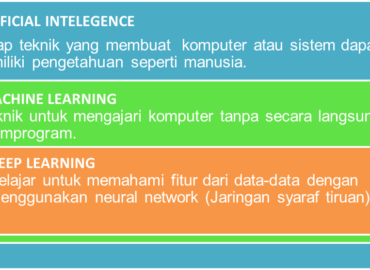 FICIAL INTELEGENCE
ap teknik yang membuat komputer atau sistem dapa
iliki pengetahuan seperti manusia.
ACHINE LEARNING
knik untuk mengajari komputer tanpa secara langsun
mprogram.
EEP LEARNING
elajar untuk memahami fitur dari data-data dengan
enggunakan neural network (Jaringan syaraf tiruan)